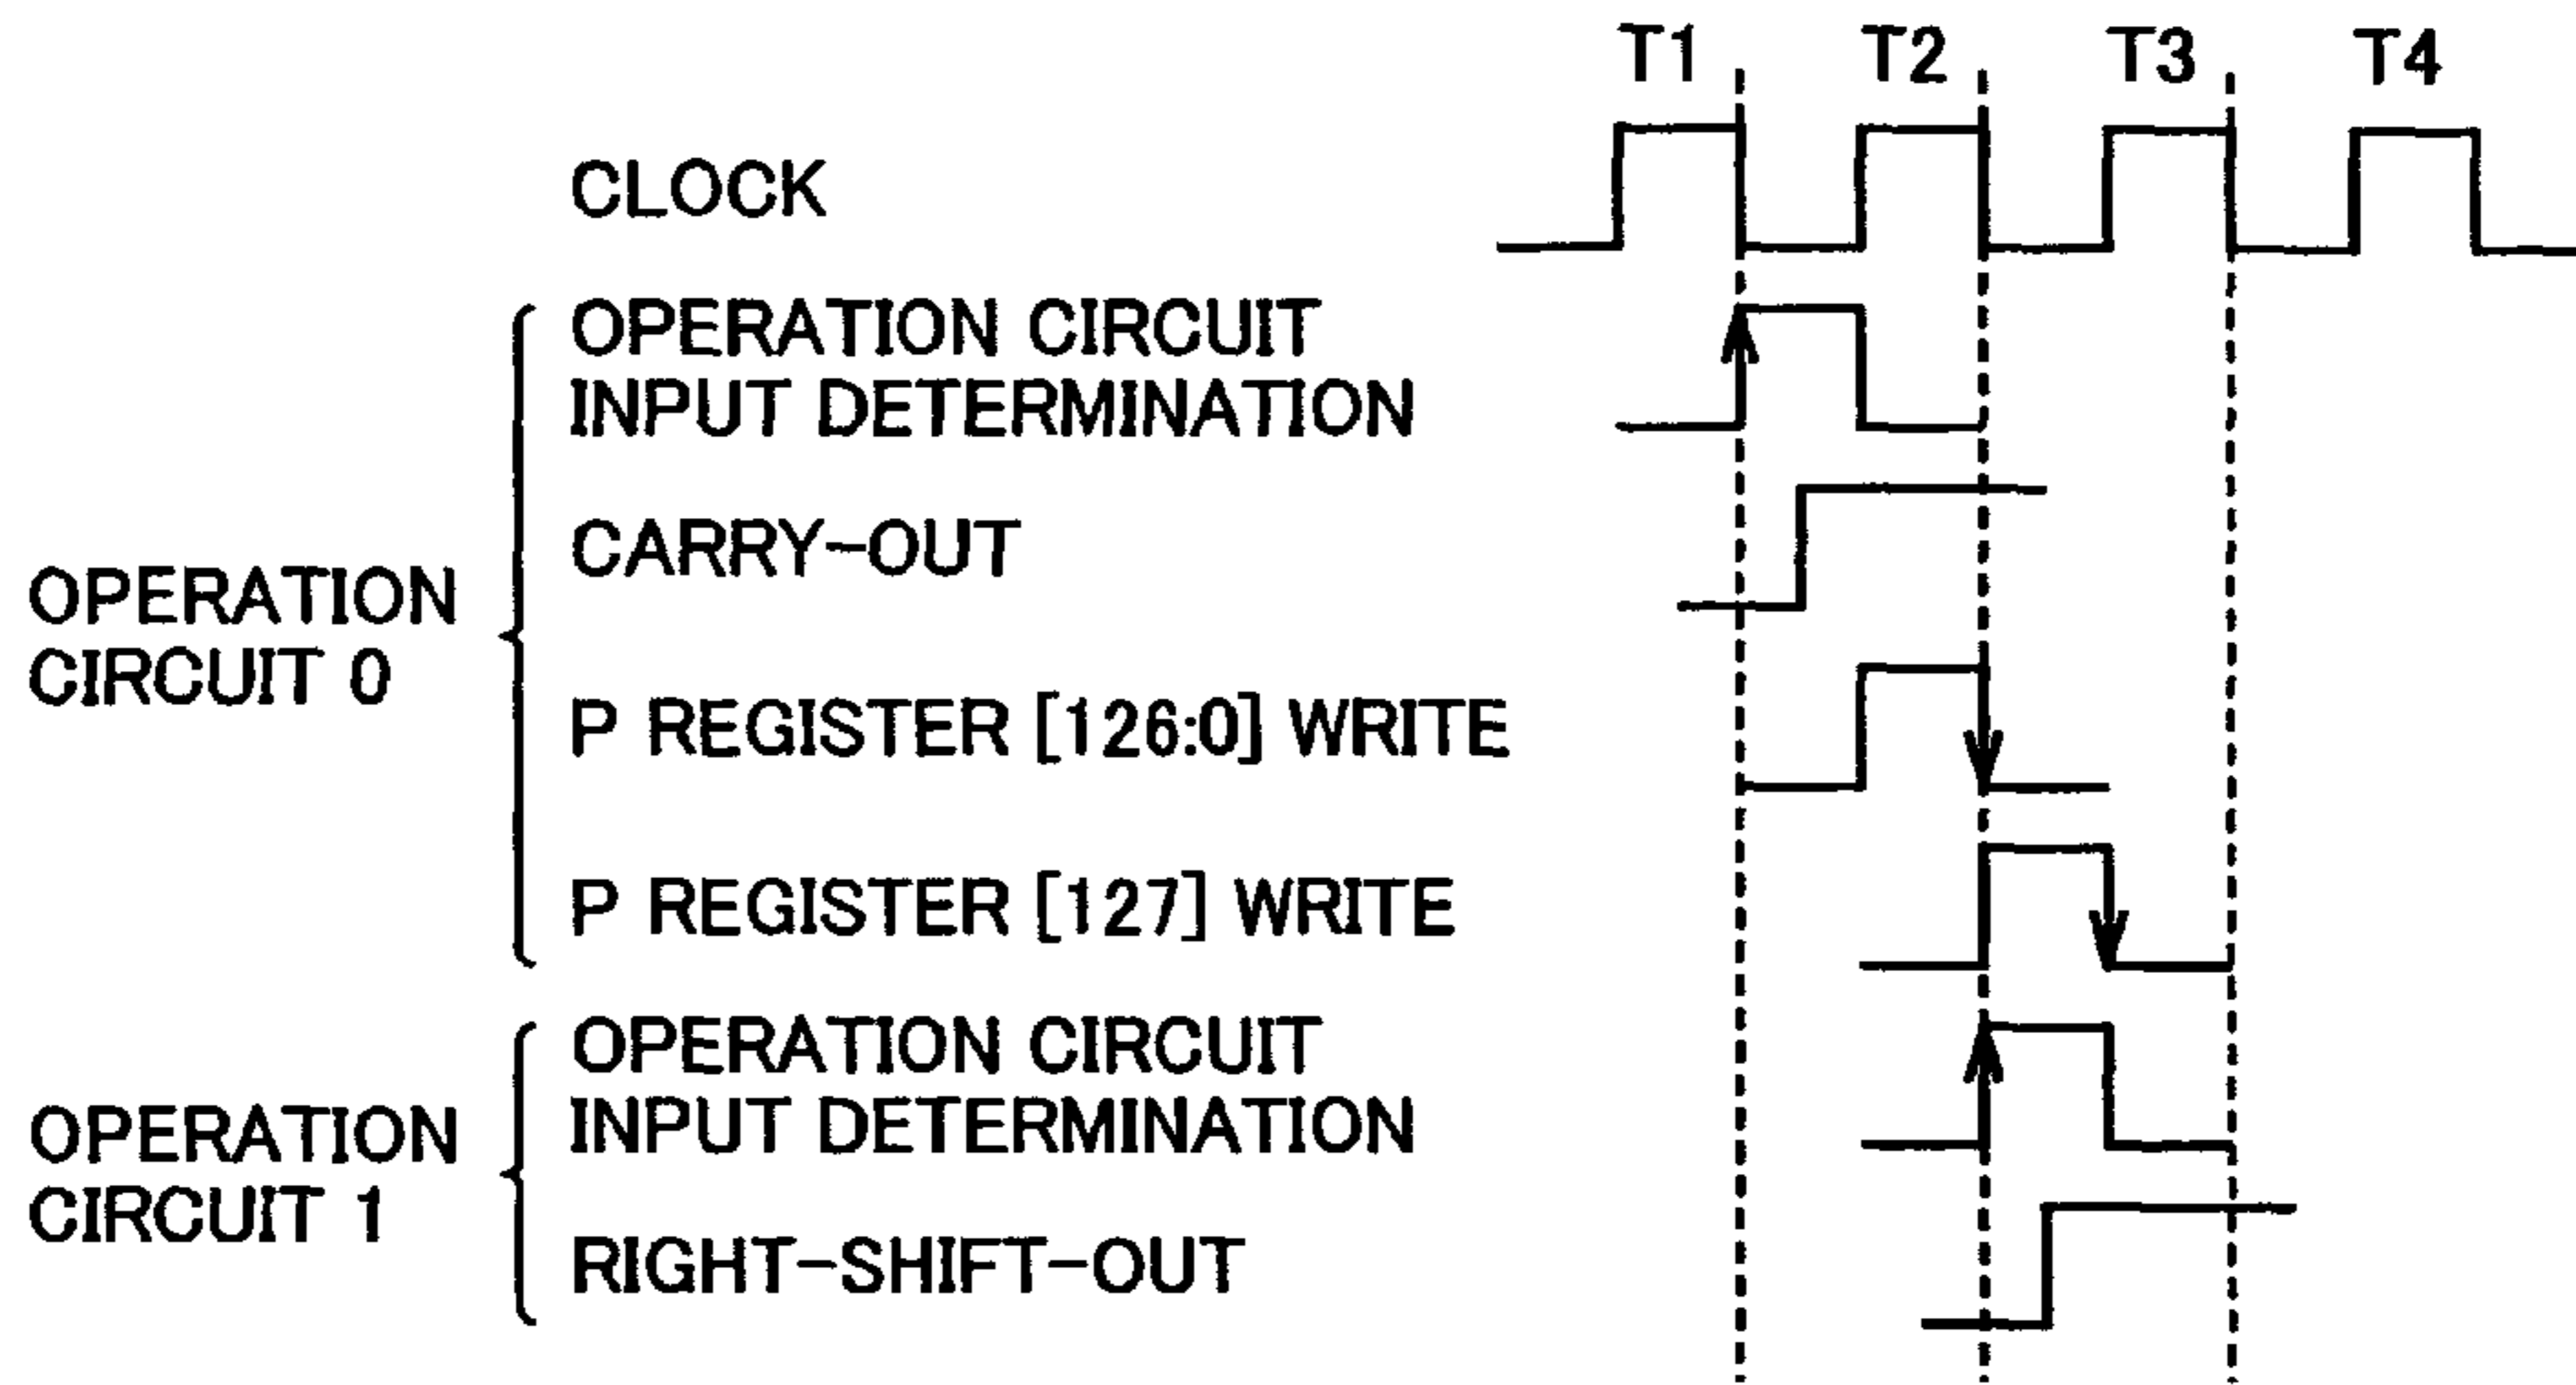 T1 T2 T3 T4
CLOCK
OPERATION CIRCUIT
INPUT DETERMINATION
CARRY-OUT
OPERATION
CIRCUIT 0
P REGISTER [126:0] WRITE
P REGISTER [127] WRITE
OPERATION CIRCUIT
INPUT DETERMINATION
OPERATION
CIRCUIT 1
RIGHT-SHIFT-OUT